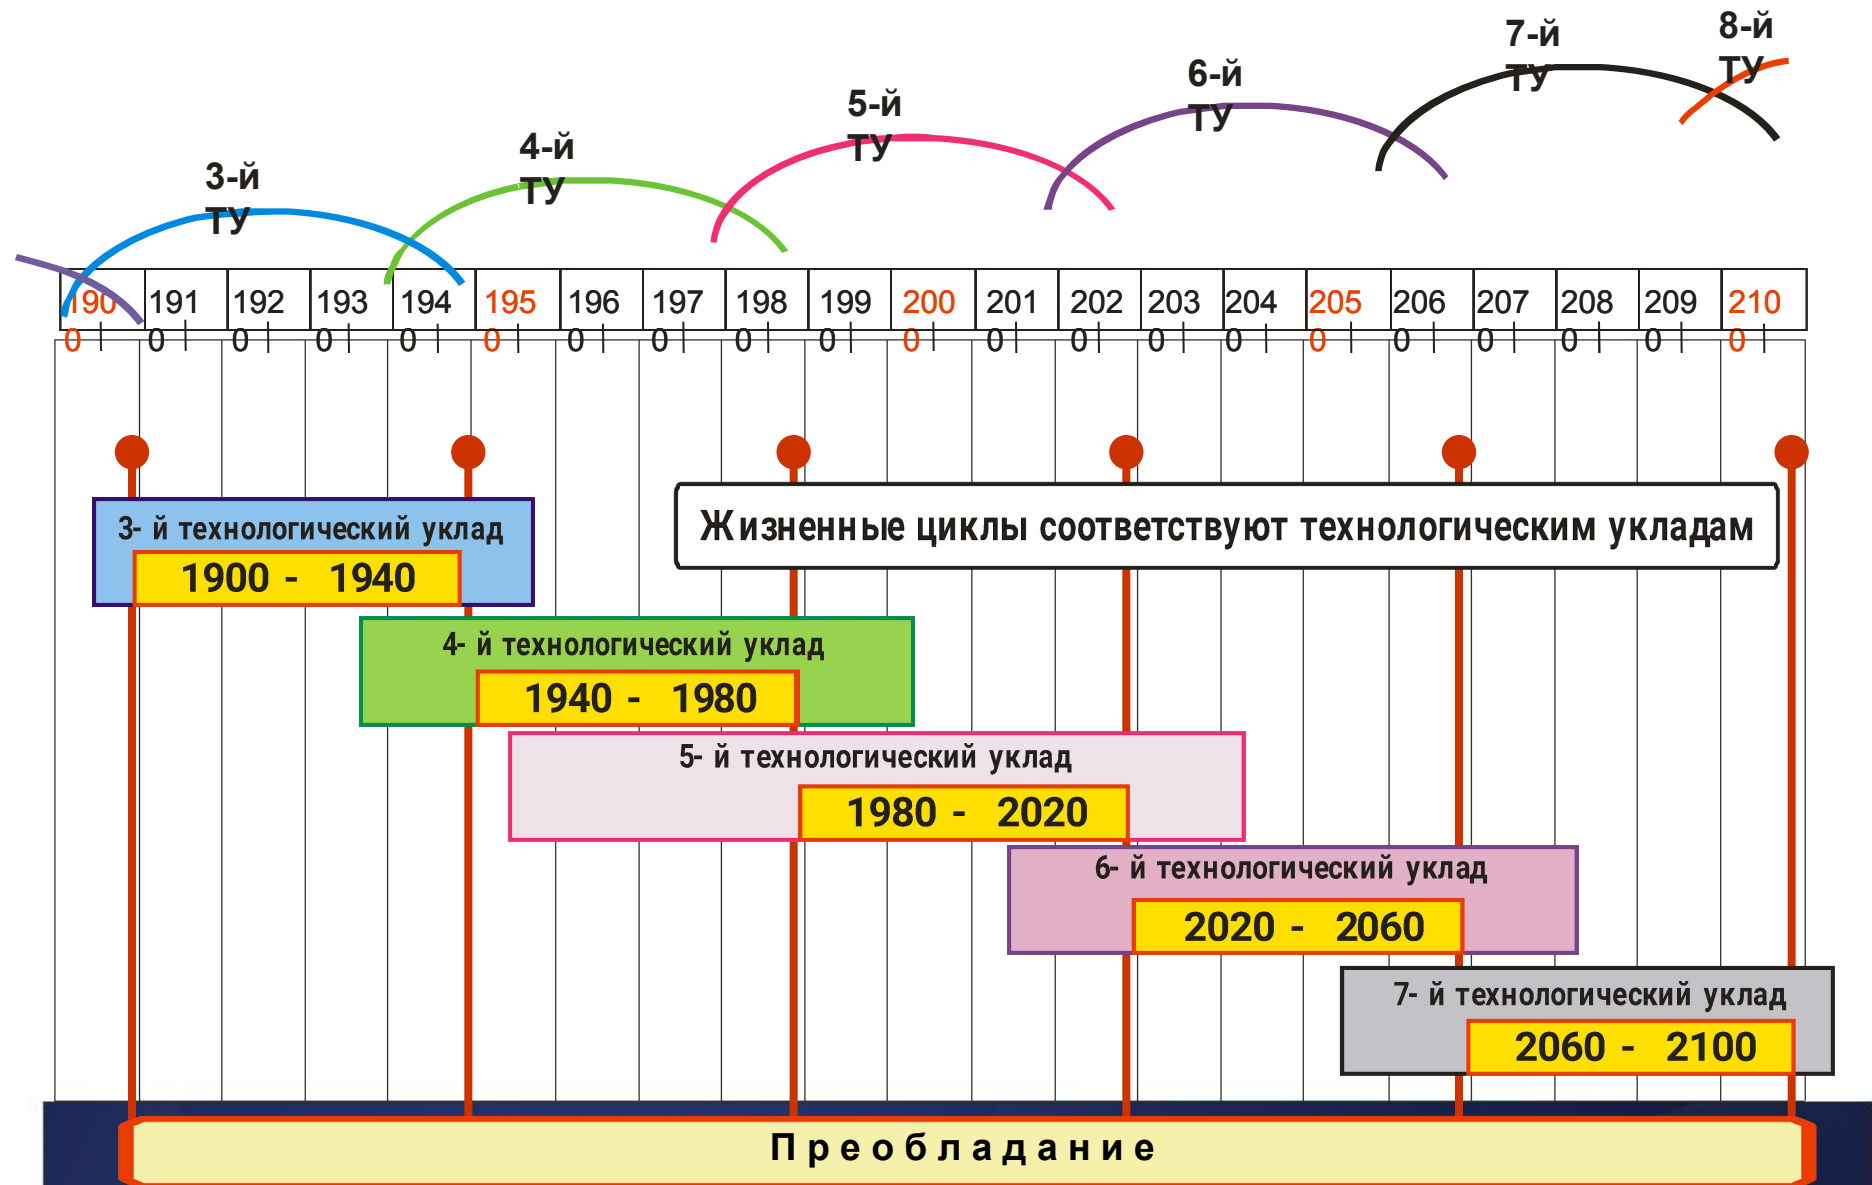 8-й
ТУ
7-й
ТУ
6-й
ТУ
5-й
ТУ
4-й
ТУ
3-й
ТУ
190 191 192 193 194 195 196 197 198 199 200 201 202 203 204 205 206 207 208 209 210
0 0 0 0 0 0 0 0 0 0 0 0 0 0 0 0 0 0 0 0 0
Жизненные циклы соответствуют технологическим укладам
3- й технологический уклад
1900 - 1940
4- й технологический уклад
1940 - 1980
5- й технологический уклад
1980 - 2020
6- й технологический уклад
2020 - 2060
7- й технологический уклад
2060 - 2100
Преобладание